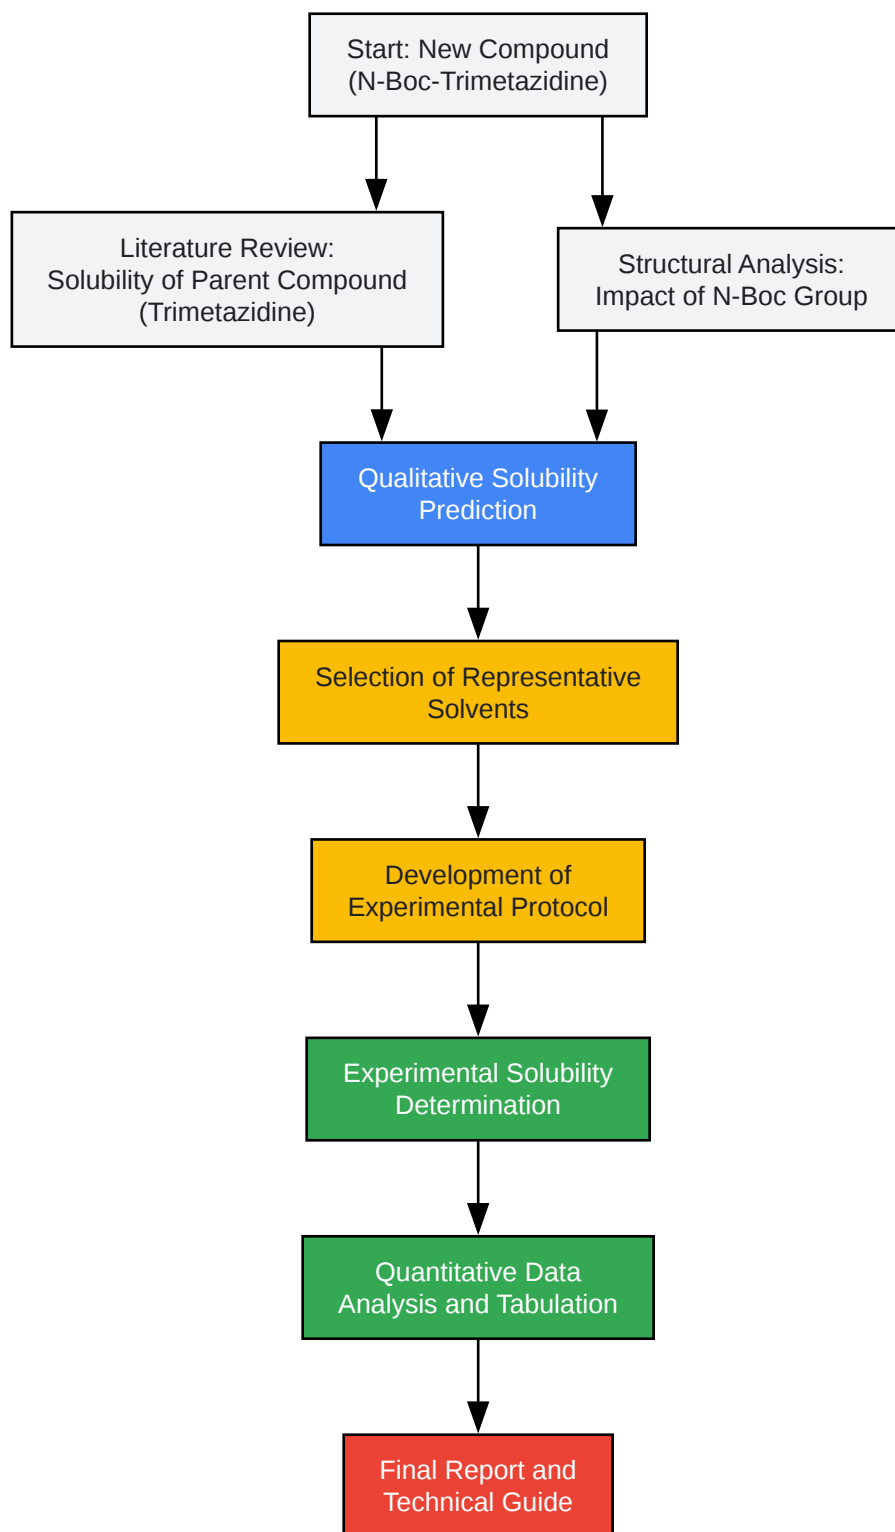 Start: New Compound
(N-Boc-Trimetazidine)
Literature Review:
Solubility of Parent Compound
(Trimetazidine)
Structural Analysis:
Impact of N-Boc Group
Qualitative Solubility
Prediction
Selection of Representative
Solvents
Development of
Experimental Protocol
Experimental Solubility
Determination
Quantitative Data
Analysis and Tabulation
Final Report and
Technical Guide